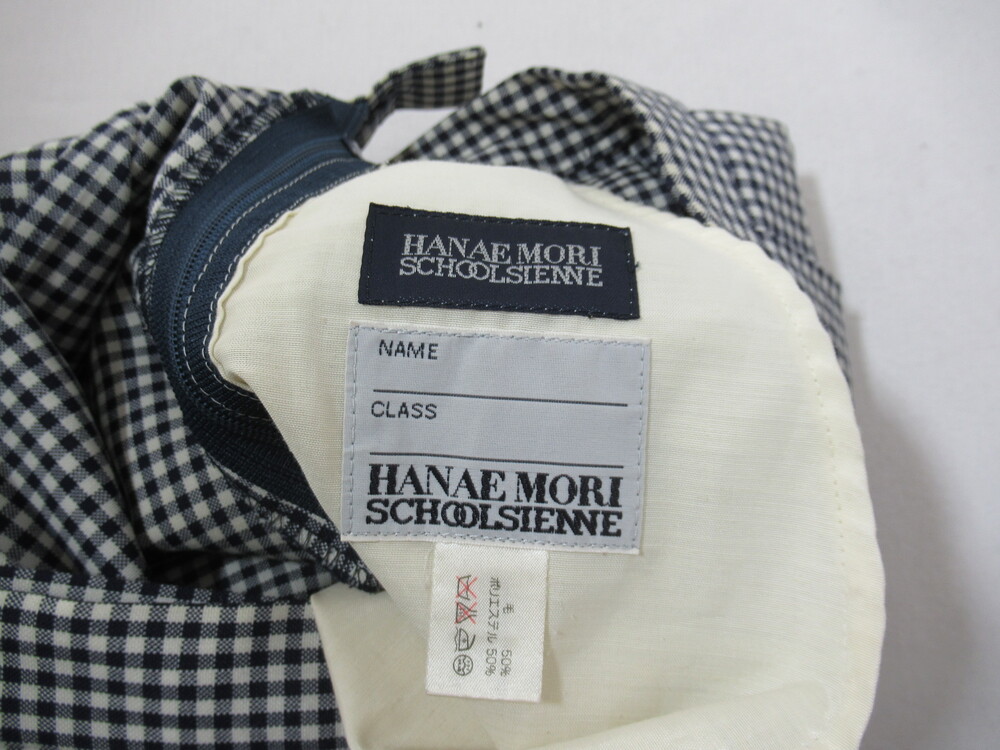 HANAE MORI
SCHOOLSIENNE
NAME
CLASS
HANAE MORI
SCHOOLSIENNE
毛 50%
ポリエステル 50%